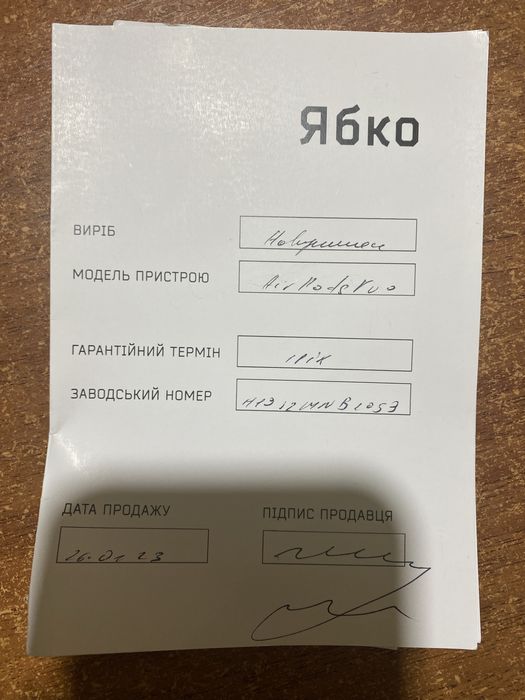 Ябко
ВИРІБ Навушники
МОДЕЛЬ ПРИСТРОЮ AirPods Pro
ГАРАНТІЙНИЙ ТЕРМІН 1 рік
ЗАВОДСЬКИЙ НОМЕР
ДАТА ПРОДАЖУ ПІДПИС ПРОДАВЦЯ
26.01 23